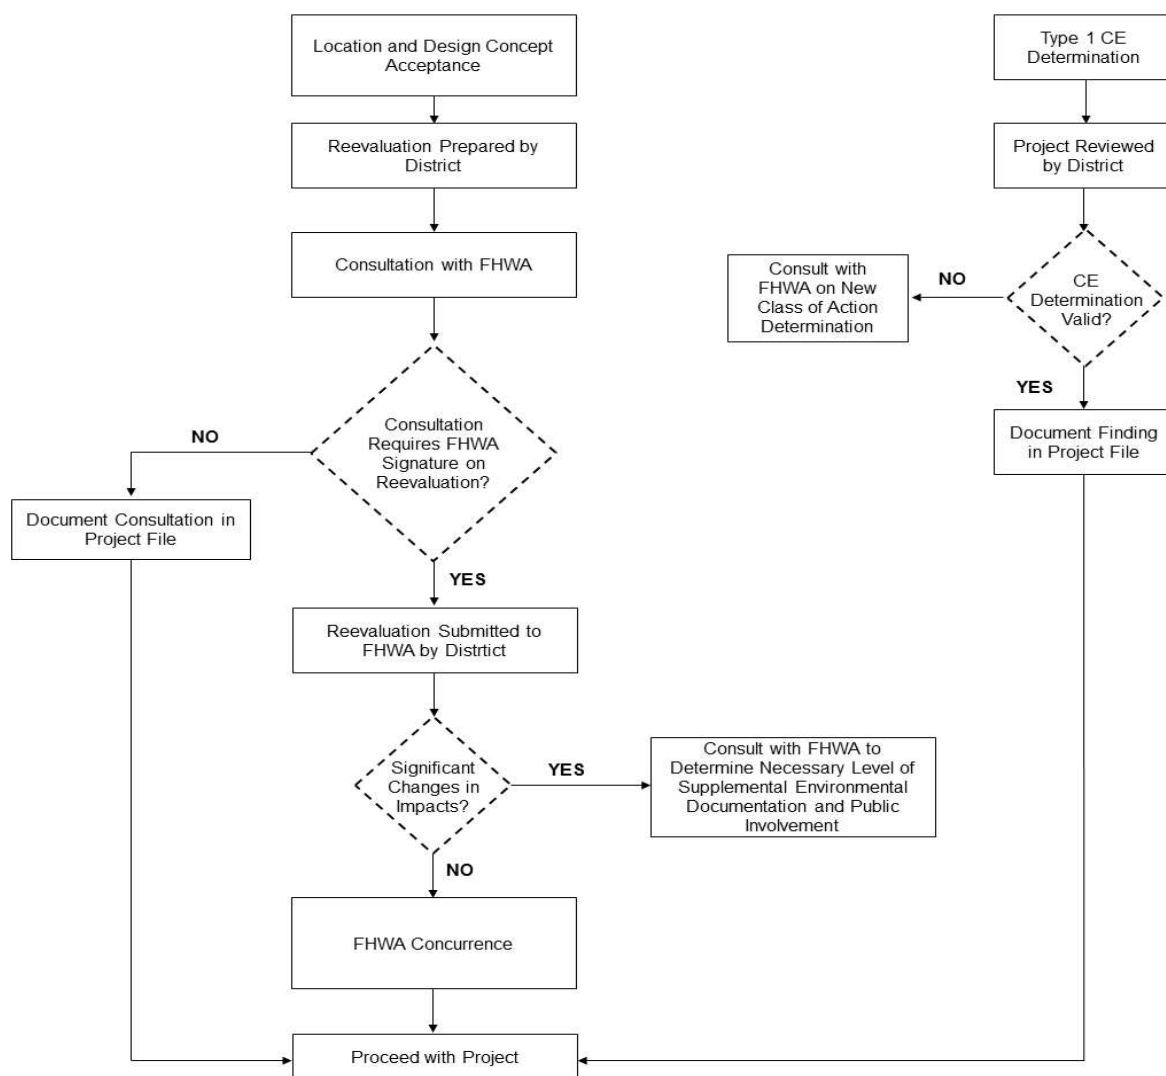 Location and Design Concept
Acceptance
Reevaluation Prepared by
District
Consultation with FHWA
Consultation
Requires FHWA
Signature on
Reevaluation?
NO
Document Consultation in
Project File
YES
Reevaluation Submitted to
FHWA by Distrtict
Significant
Changes in
Impacts?
YES
Consult with FHWA to
Determine Necessary Level of
Supplemental Environmental
Documentation and Public
Involvement
NO
FHWA Concurrence
Proceed with Project
Type 1 CE
Determination
Project Reviewed
by District
CE
Determination
Valid?
NO
Consult with
FHWA on New
Class of Action
Determination
YES
Document Finding
in Project File